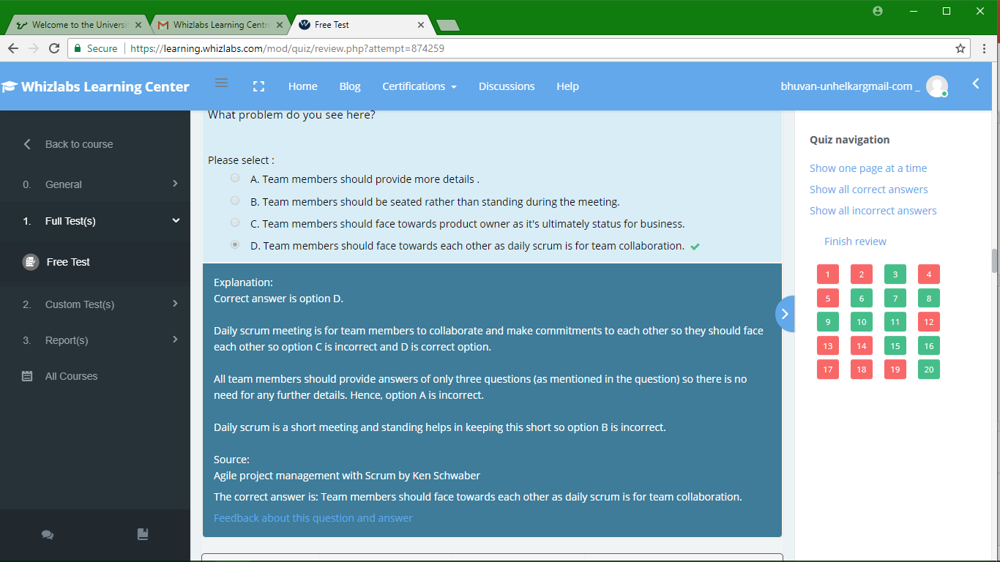 Welcome to the Universi
Whizlabs Learning Centre
Free Test
Secure
https://learning.whizlabs.com/mod/quiz/review.php?attempt=874259
Whizlabs Learning Center
Home
Blog
Certifications
Discussions
Help
bhuvan-unhelkargmail-com _
Back to course
0. General
1. Full Test(s)
Free Test
2. Custom Test(s)
3. Report(s)
All Courses
What problem do you see here?
Please select :
A. Team members should provide more details .
B. Team members should be seated rather than standing during the meeting.
C. Team members should face towards product owner as it's ultimately status for business.
D. Team members should face towards each other as daily scrum is for team collaboration.
Explanation:
Correct answer is option D.
Daily scrum meeting is for team members to collaborate and make commitments to each other so they should face
each other so option C is incorrect and D is correct option.
All team members should provide answers of only three questions (as mentioned in the question) so there is no
need for any further details. Hence, option A is incorrect.
Daily scrum is a short meeting and standing helps in keeping this short so option B is incorrect.
Source:
Agile project management with Scrum by Ken Schwaber
The correct answer is: Team members should face towards each other as daily scrum is for team collaboration.
Feedback about this question and answer
Quiz navigation
Show one page at a time
Show all correct answers
Show all incorrect answers
Finish review
1 2 3 4
5 6 7 8
9 10 11 12
13 14 15 16
17 18 19 20